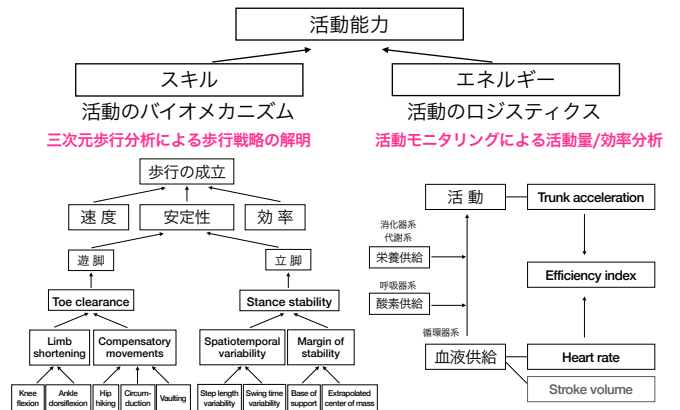 活動能力
スキル
エネルギー
活動のバイオメカニズム
活動のロジスティクス
三次元歩行分析による歩行戦略の解明
活動モニタリングによる活動量/効率分析
歩行の成立
速 度
安定性
効 率
遊 脚
立 脚
Toe clearance
Stance stability
Limb
shortening
Compensatory
movements
Spatiotemporal
variability
Margin of
stability
Knee
flexion
Ankle
dorsiflexion
Hip
hiking
Circum-
duction
Vaulting
Step length
variability
Swing time
variability
Base of
support
Extrapolated
center of mass
活 動
Trunk acceleration
消化器系
代謝系
栄養供給
Efficiency index
呼吸器系
酸素供給
循環器系
血液供給
Heart rate
Stroke volume